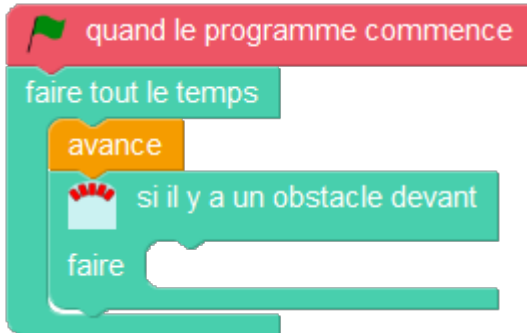 quand le programme commence
faire tout le temps
avance
si il y a un obstacle devant
faire